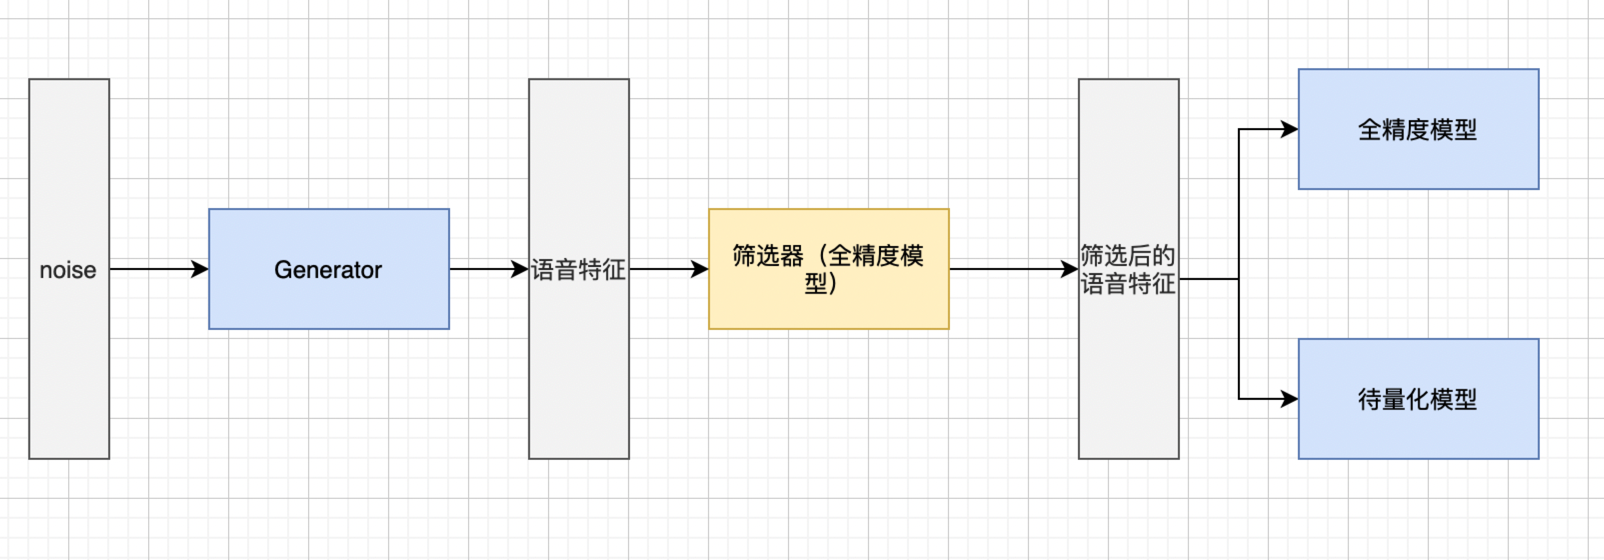 noise
Generator
语音特征
筛选器（全精度模
型）
筛选后的
语音特征
全精度模型
待量化模型